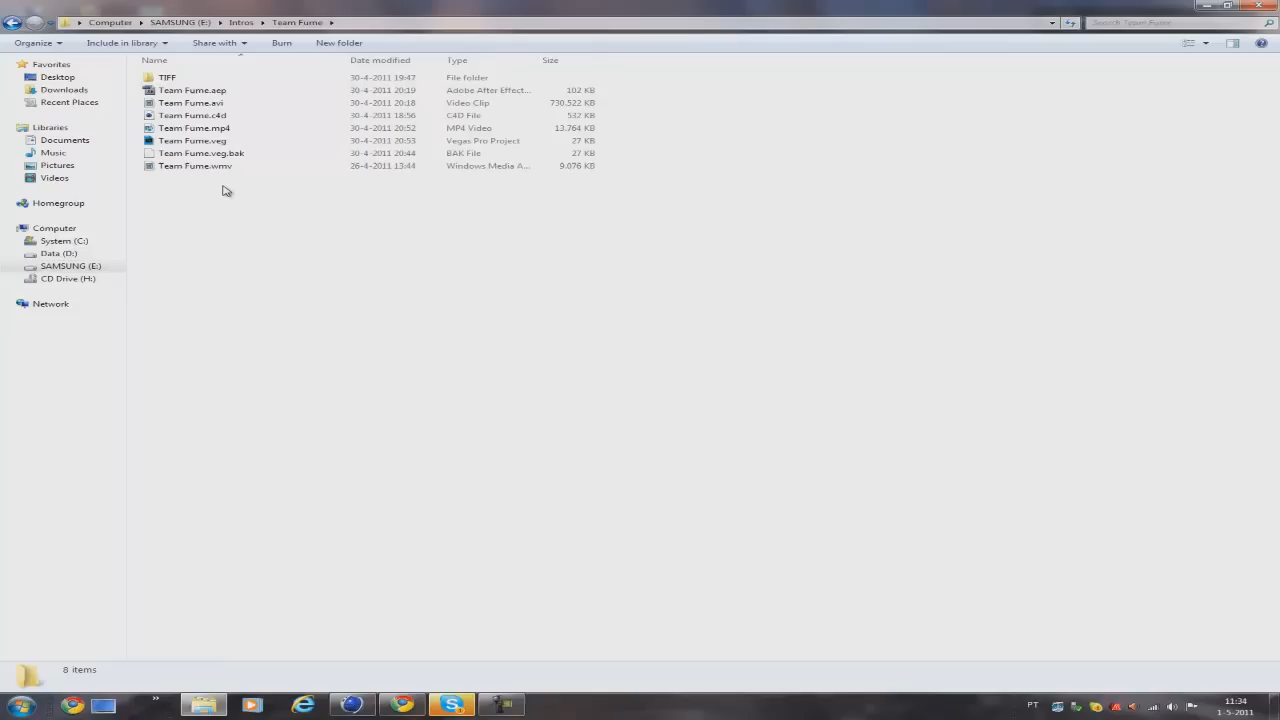 Computer SAMSUNG (E:) Intros Team Fume Search Team Fume
Organize Include in library Share with Burn New folder
Name Date modified Type Size
Favorites
Desktop
Downloads
Recent Places
Libraries
Documents
Music
Pictures
Videos
Homegroup
Computer
System (C:)
Data (D:)
SAMSUNG (E:)
CD Drive (H:)
Network
TIFF 30-4-2011 19:47 File folder
Team Fume.aep 30-4-2011 20:19 Adobe After Effect... 102 KB
Team Fume.avi 30-4-2011 20:18 Video Clip 730.522 KB
Team Fume.c4d 30-4-2011 18:56 C4D File 532 KB
Team Fume.mp4 30-4-2011 20:52 MP4 Video 13.764 KB
Team Fume.veg 30-4-2011 20:53 Vegas Pro Project 27 KB
Team Fume.veg.bak 30-4-2011 20:44 BAK File 27 KB
Team Fume.wmv 26-4-2011 13:44 Windows Media A... 9.076 KB
8 items
PT 11:34
1-5-2011